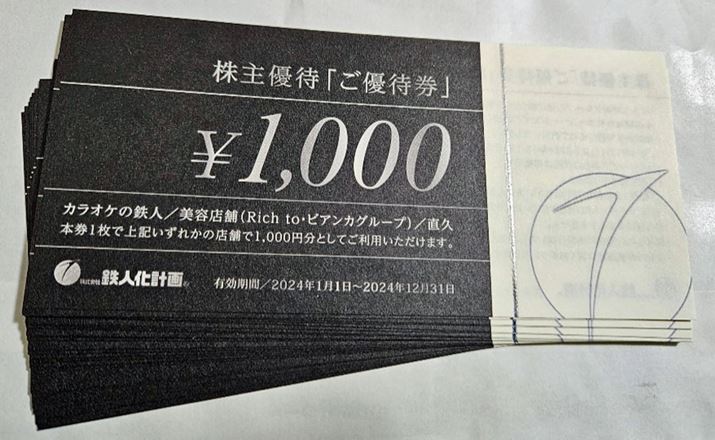 株主優待「ご優待券」
¥1,000
カラオケの鉄人／美容店舗（Rich to・ビアンカグループ）／直久
本券1枚で上記いずれかの店舗で1,000円分としてご利用いただけます。
株式会社 鉄人化計画® 有効期間／2024年1月1日～2024年12月31日